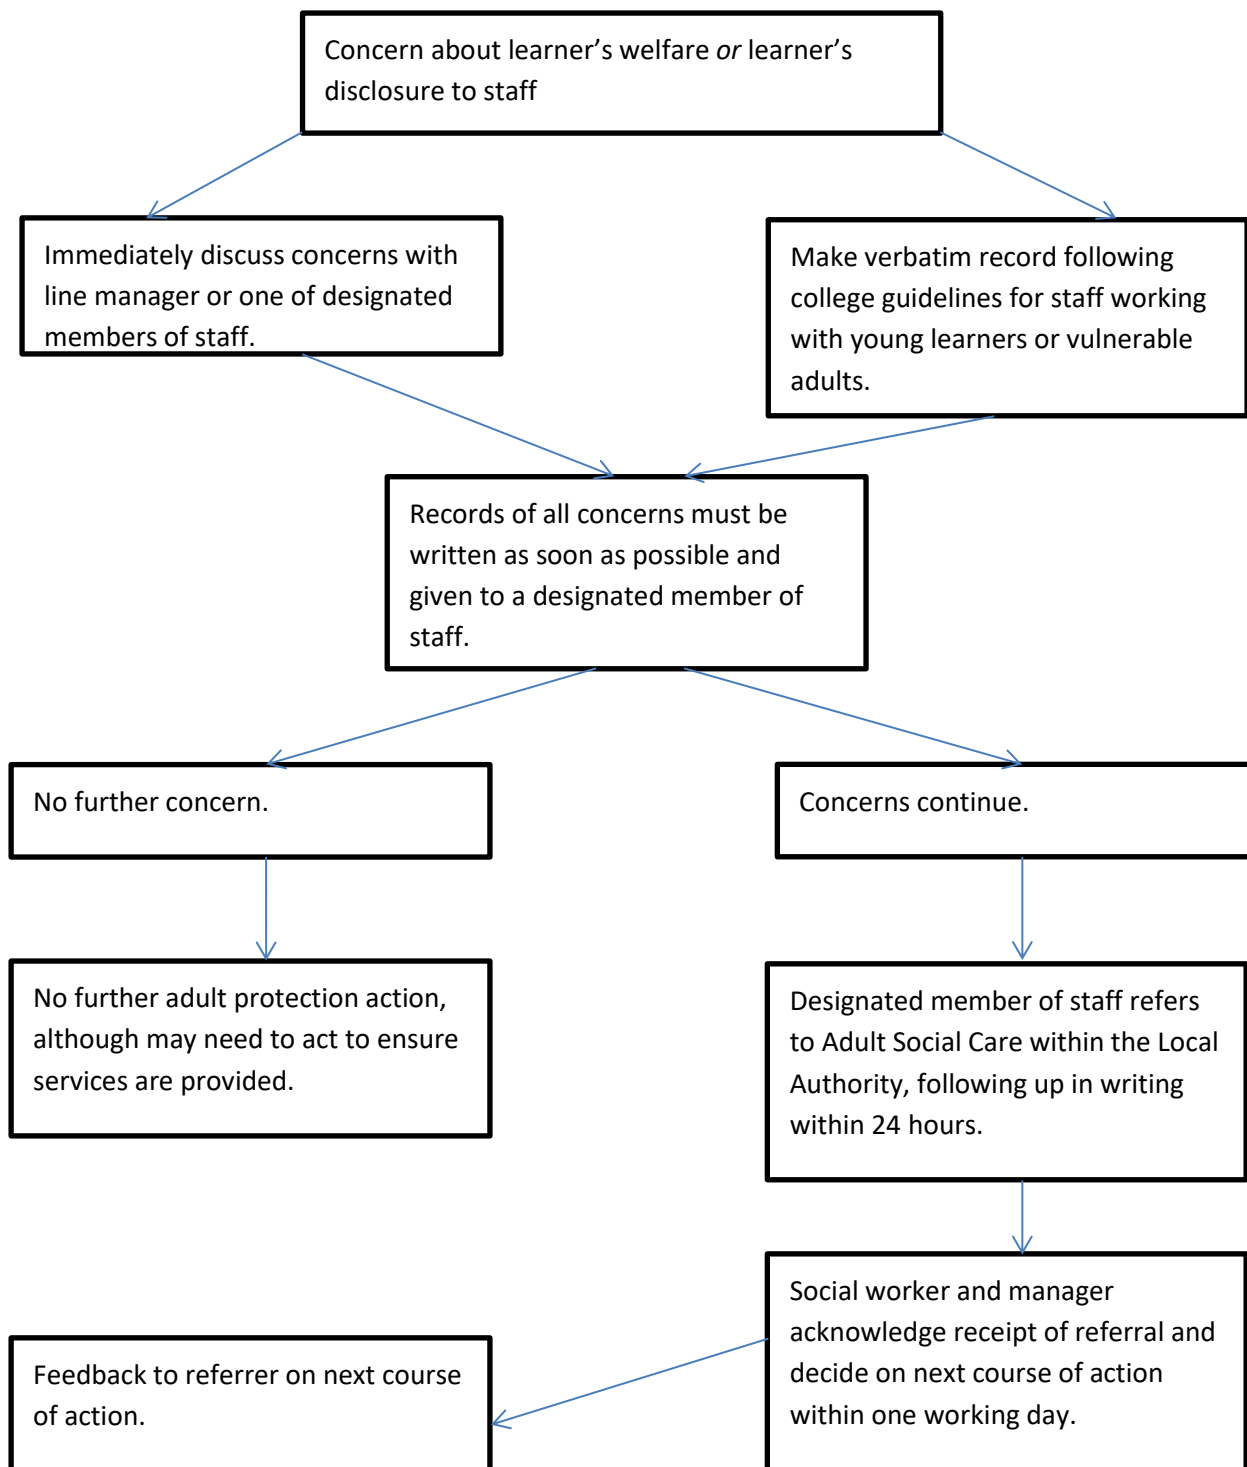 Concern about learner’s welfare or learner’s
disclosure to staff
Immediately discuss concerns with
line manager or one of designated
members of staff.
Make verbatim record following
college guidelines for staff working
with young learners or vulnerable
adults.
Records of all concerns must be
written as soon as possible and
given to a designated member of
staff.
No further concern.
Concerns continue.
No further adult protection action,
although may need to act to ensure
services are provided.
Designated member of staff refers
to Adult Social Care within the Local
Authority, following up in writing
within 24 hours.
Social worker and manager
acknowledge receipt of referral and
decide on next course of action
within one working day.
Feedback to referrer on next course
of action.